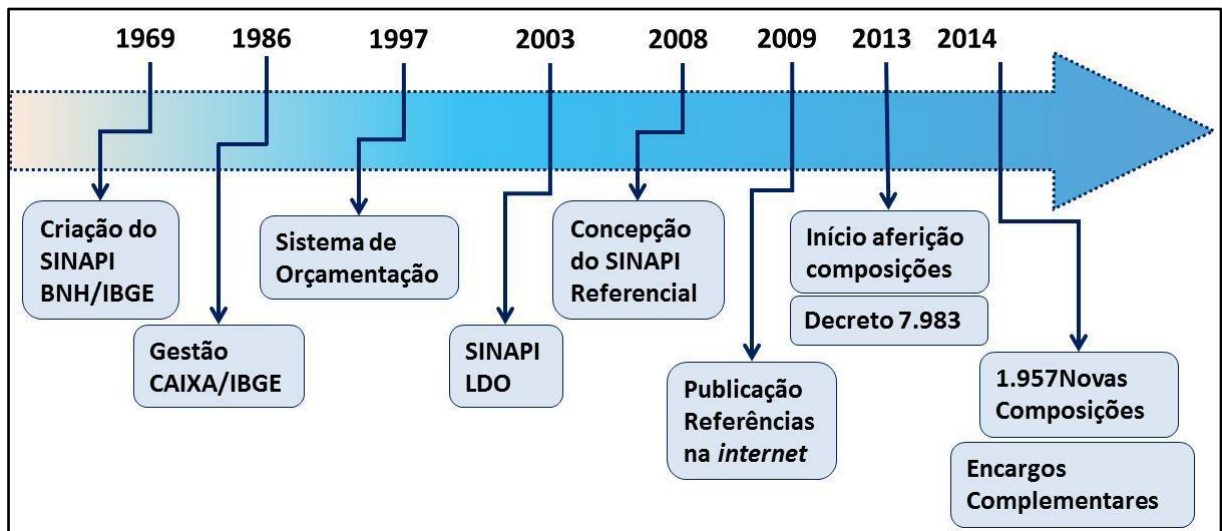 1969 1986 1997 2003 2008 2009 2013 2014
Criação do
SINAPI
BNH/IBGE
Gestão
CAIXA/IBGE
Sistema de
Orçamentação
SINAPI
LDO
Concepção
do SINAPI
Referencial
Publicação
Referências
na internet
Início aferição
composições
Decreto 7.983
1.957Novas
Composições
Encargos
Complementares